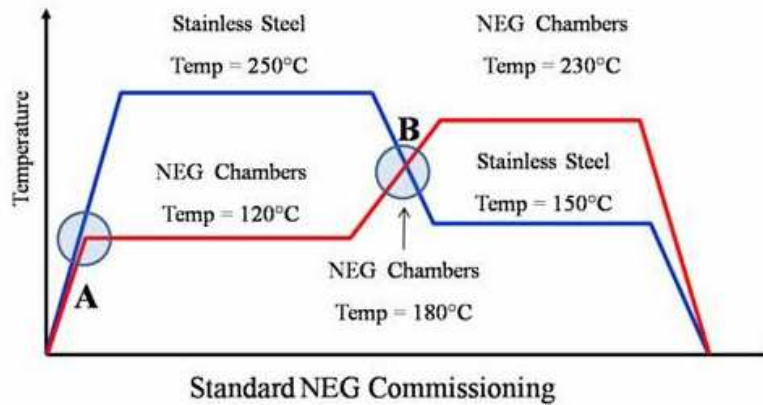 Stainless Steel
Temp = 250°C
NEG Chambers
Temp = 230°C
Temperature
B
NEG Chambers
Temp = 120°C
Stainless Steel
Temp = 150°C
A
NEG Chambers
Temp = 180°C
Standard NEG Commissioning